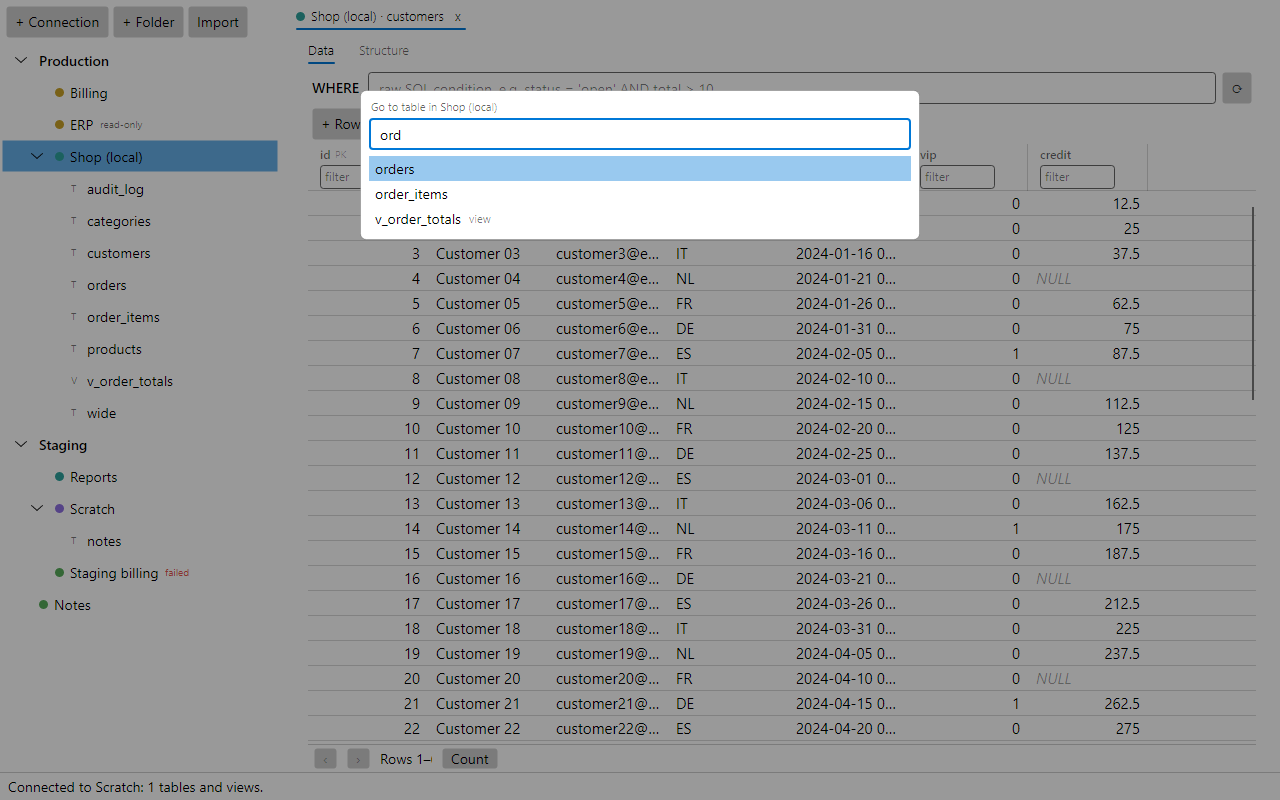 + Connection + Folder Import
Production
Billing
ERP read-only
Shop (local)
T audit_log
T categories
T customers
T orders
T order_items
T products
V v_order_totals
T wide
Staging
Reports
Scratch
T notes
Staging billing failed
Notes
Shop (local) · customers x
Data Structure
WHERE raw SQL condition, e.g. status = 'open' AND total > 10
+ Row
Go to table in Shop (local)
ord
orders
order_items
v_order_totals view
id PK vip credit
filter filter filter
0 12.5
0 25
3 Customer 03 customer3@e... IT 2024-01-16 0... 0 37.5
4 Customer 04 customer4@e... NL 2024-01-21 0... 0 NULL
5 Customer 05 customer5@e... FR 2024-01-26 0... 0 62.5
6 Customer 06 customer6@e... DE 2024-01-31 0... 0 75
7 Customer 07 customer7@e... ES 2024-02-05 0... 1 87.5
8 Customer 08 customer8@e... IT 2024-02-10 0... 0 NULL
9 Customer 09 customer9@e... NL 2024-02-15 0... 0 112.5
10 Customer 10 customer10@... FR 2024-02-20 0... 0 125
11 Customer 11 customer11@... DE 2024-02-25 0... 0 137.5
12 Customer 12 customer12@... ES 2024-03-01 0... 0 NULL
13 Customer 13 customer13@... IT 2024-03-06 0... 0 162.5
14 Customer 14 customer14@... NL 2024-03-11 0... 1 175
15 Customer 15 customer15@... FR 2024-03-16 0... 0 187.5
16 Customer 16 customer16@... DE 2024-03-21 0... 0 NULL
17 Customer 17 customer17@... ES 2024-03-26 0... 0 212.5
18 Customer 18 customer18@... IT 2024-03-31 0... 0 225
19 Customer 19 customer19@... NL 2024-04-05 0... 0 237.5
20 Customer 20 customer20@... FR 2024-04-10 0... 0 NULL
21 Customer 21 customer21@... DE 2024-04-15 0... 1 262.5
22 Customer 22 customer22@... ES 2024-04-20 0... 0 275
‹ › Rows 1– Count
Connected to Scratch: 1 tables and views.